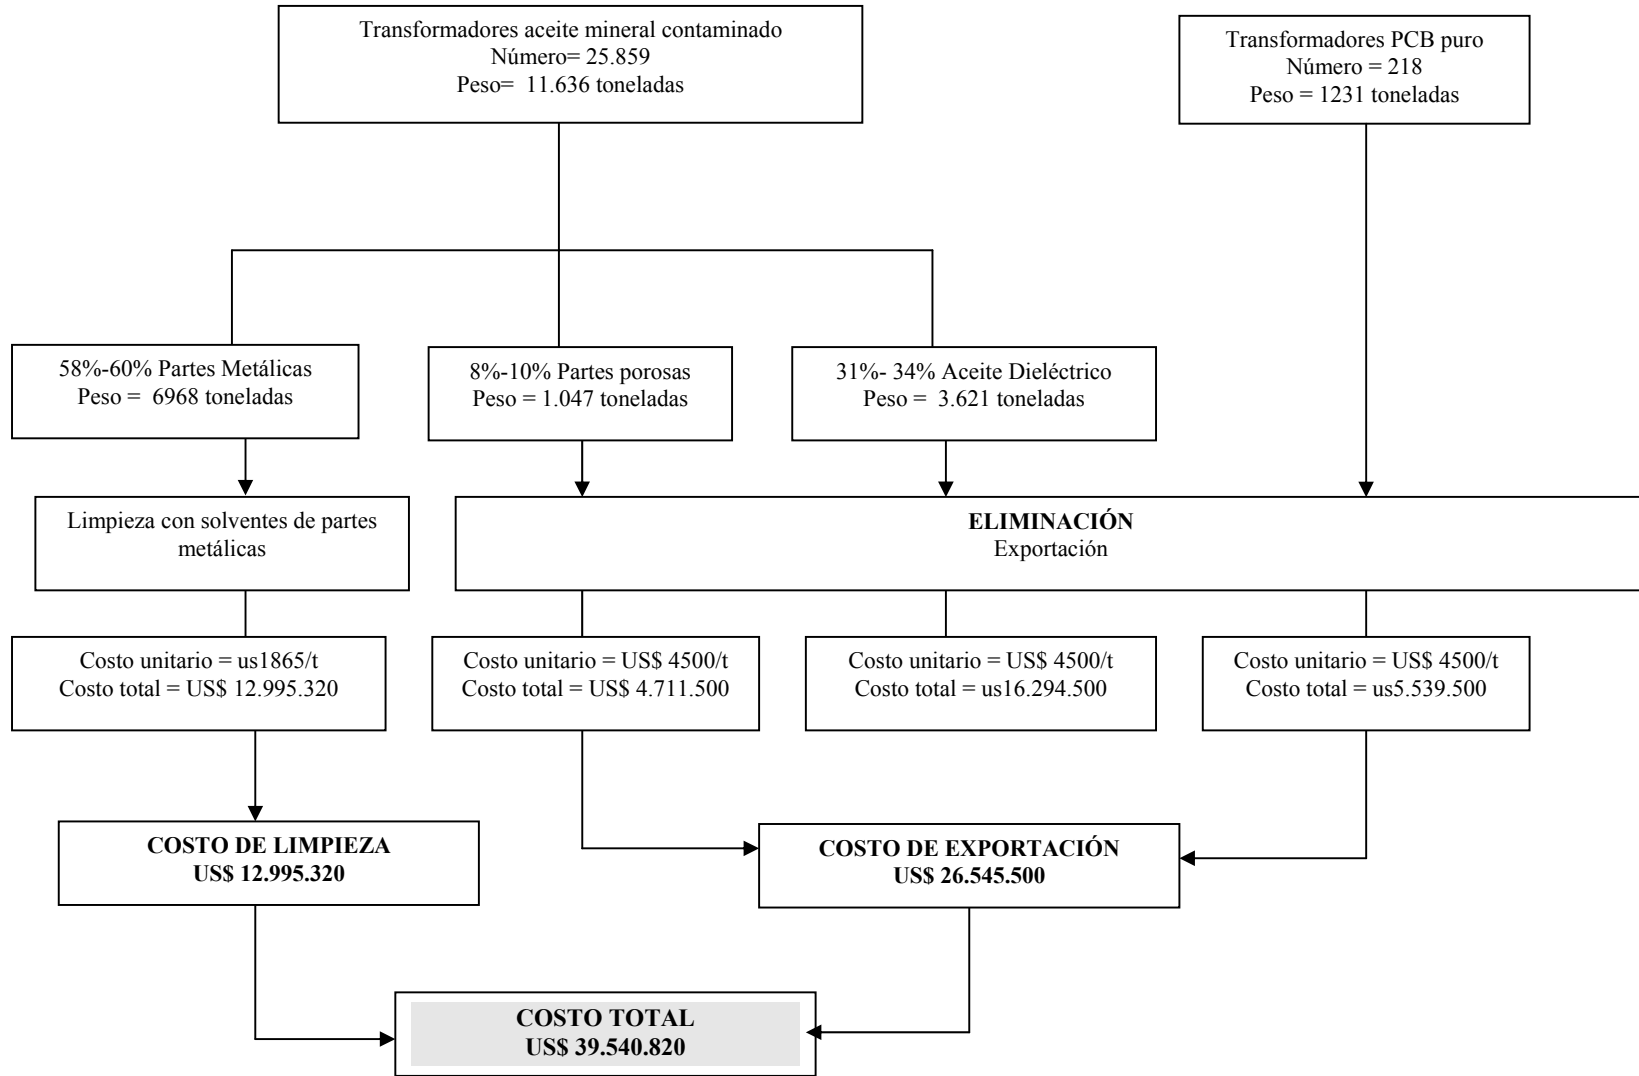 Transformadores aceite mineral contaminado
Número= 25.859
Peso=  11.636 toneladas
Transformadores PCB puro
Número = 218
Peso = 1231 toneladas
58%-60% Partes Metálicas
Peso =  6968 toneladas
8%-10% Partes porosas
Peso = 1.047 toneladas
31%- 34% Aceite Dieléctrico
Peso =  3.621 toneladas
Limpieza con solventes de partes
metálicas
ELIMINACIÓN
Exportación
Costo unitario = us1865/t
Costo total = US$ 12.995.320
Costo unitario = US$ 4500/t
Costo total = US$ 4.711.500
Costo unitario = US$ 4500/t
Costo total = us16.294.500
Costo unitario = US$ 4500/t
Costo total = us5.539.500
COSTO DE LIMPIEZA
US$ 12.995.320
COSTO DE EXPORTACIÓN
US$ 26.545.500
COSTO TOTAL
US$ 39.540.820